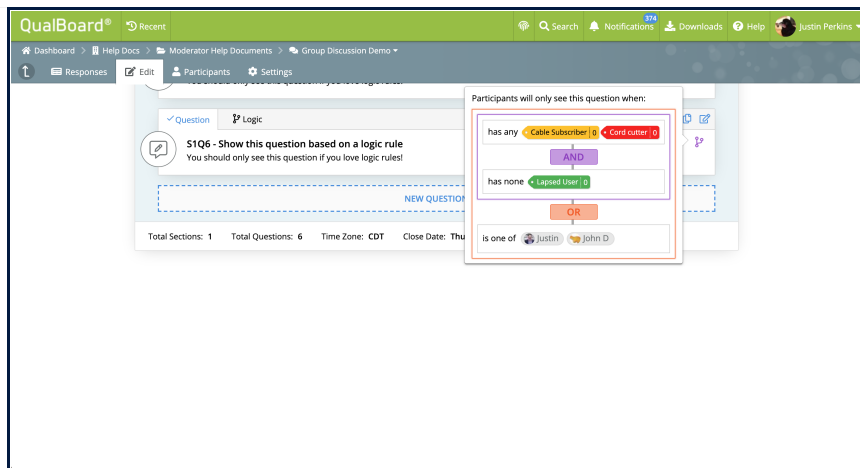 QualBoard® Recent Search Notifications 374 Downloads Help Justin Perkins
Dashboard > Help Docs > Moderator Help Documents > Group Discussion Demo
Responses Edit Participants Settings
Participants will only see this question when:
Question Logic
has any Cable Subscriber 0 Cord cutter 0
S1Q6 - Show this question based on a logic rule
You should only see this question if you love logic rules!
AND
has none Lapsed User 0
NEW QUESTION
OR
Total Sections: 1 Total Questions: 6 Time Zone: CDT Close Date: Thu
is one of Justin John D